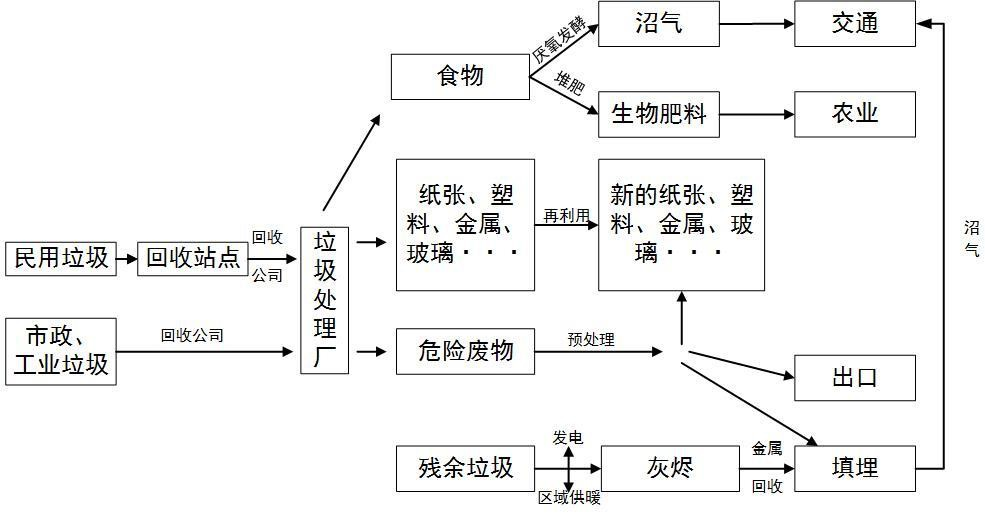 沼气
交通
厌氧发酵
食物
堆肥
生物肥料
农业
纸张、塑
料、金属、
玻璃···
再利用
新的纸张、塑
料、金属、玻
璃···
沼
气
民用垃圾
回收站点
回收
公司
垃
圾
处
理
厂
市政、
工业垃圾
回收公司
危险废物
预处理
出口
残余垃圾
发电
区域供暖
灰烬
金属
回收
填埋